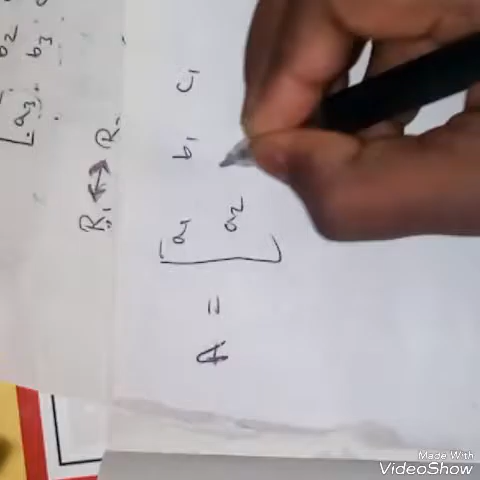 b2
[a3 b3
R1 ↔ R
A = [a1 b1 c1
a2
Made With
VideoShow